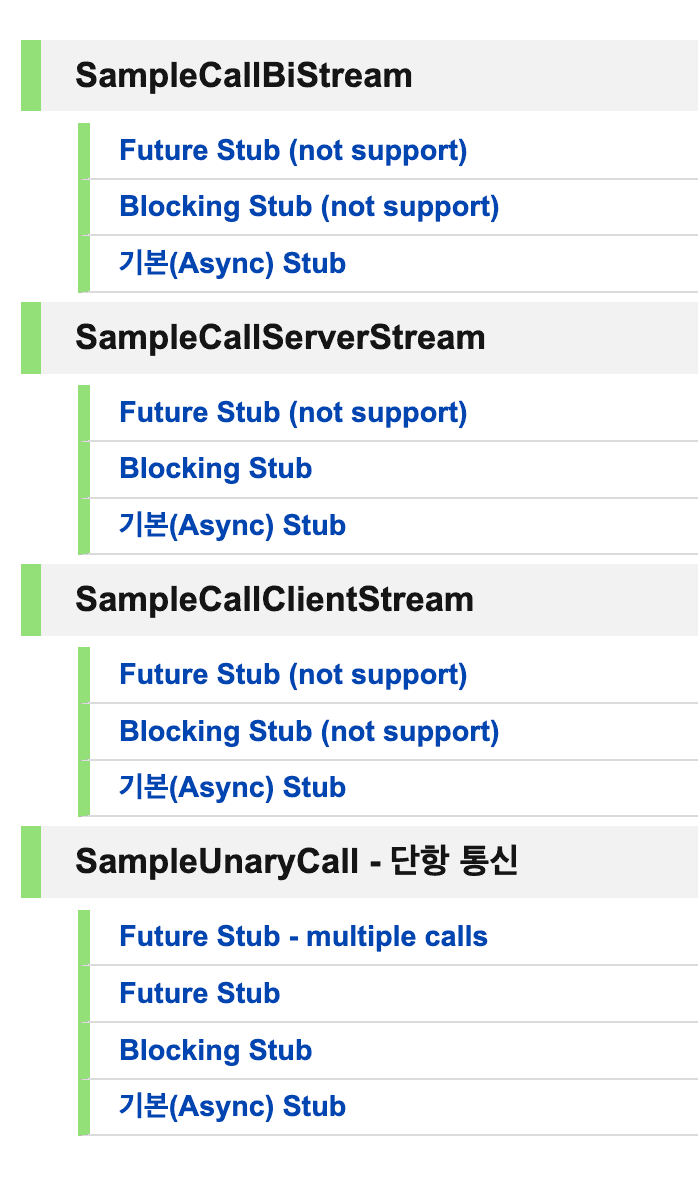 SampleCallBiStream
Future Stub (not support)
Blocking Stub (not support)
기본(Async) Stub
SampleCallServerStream
Future Stub (not support)
Blocking Stub
기본(Async) Stub
SampleCallClientStream
Future Stub (not support)
Blocking Stub (not support)
기본(Async) Stub
SampleUnaryCall - 단항 통신
Future Stub - multiple calls
Future Stub
Blocking Stub
기본(Async) Stub